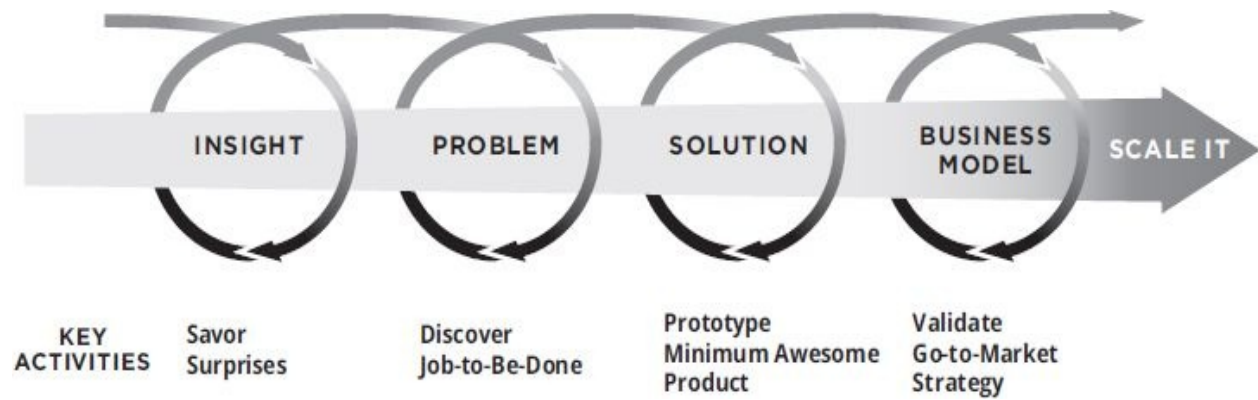 INSIGHT
PROBLEM
SOLUTION
BUSINESS
MODEL
SCALE IT
KEY
ACTIVITIES
Savor
Surprises
Discover
Job-to-Be-Done
Prototype
Minimum Awesome
Product
Validate
Go-to-Market
Strategy